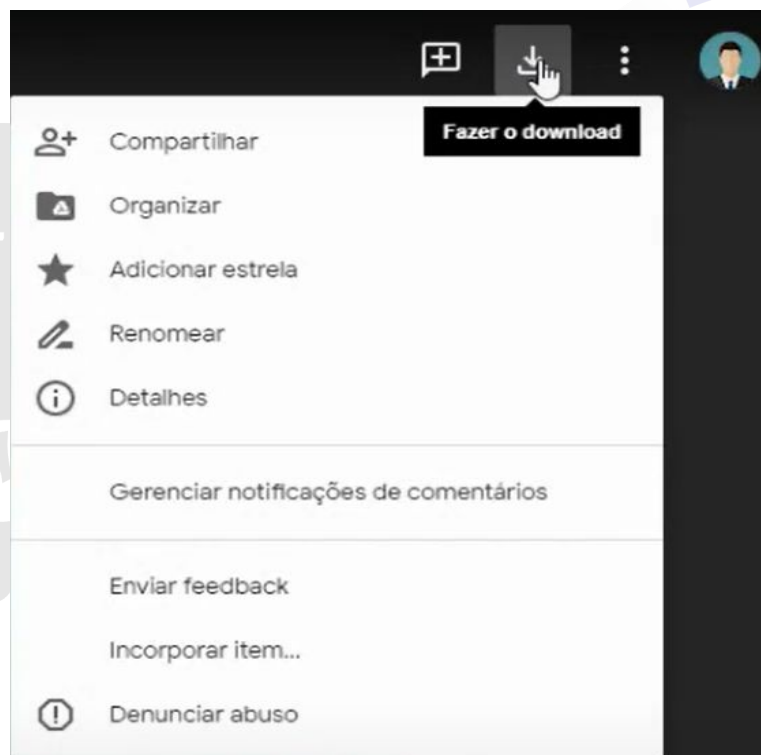 Fazer o download
Compartilhar
Organizar
Adicionar estrela
Renomear
Detalhes
Gerenciar notificações de comentários
Enviar feedback
Incorporar item...
Denunciar abuso